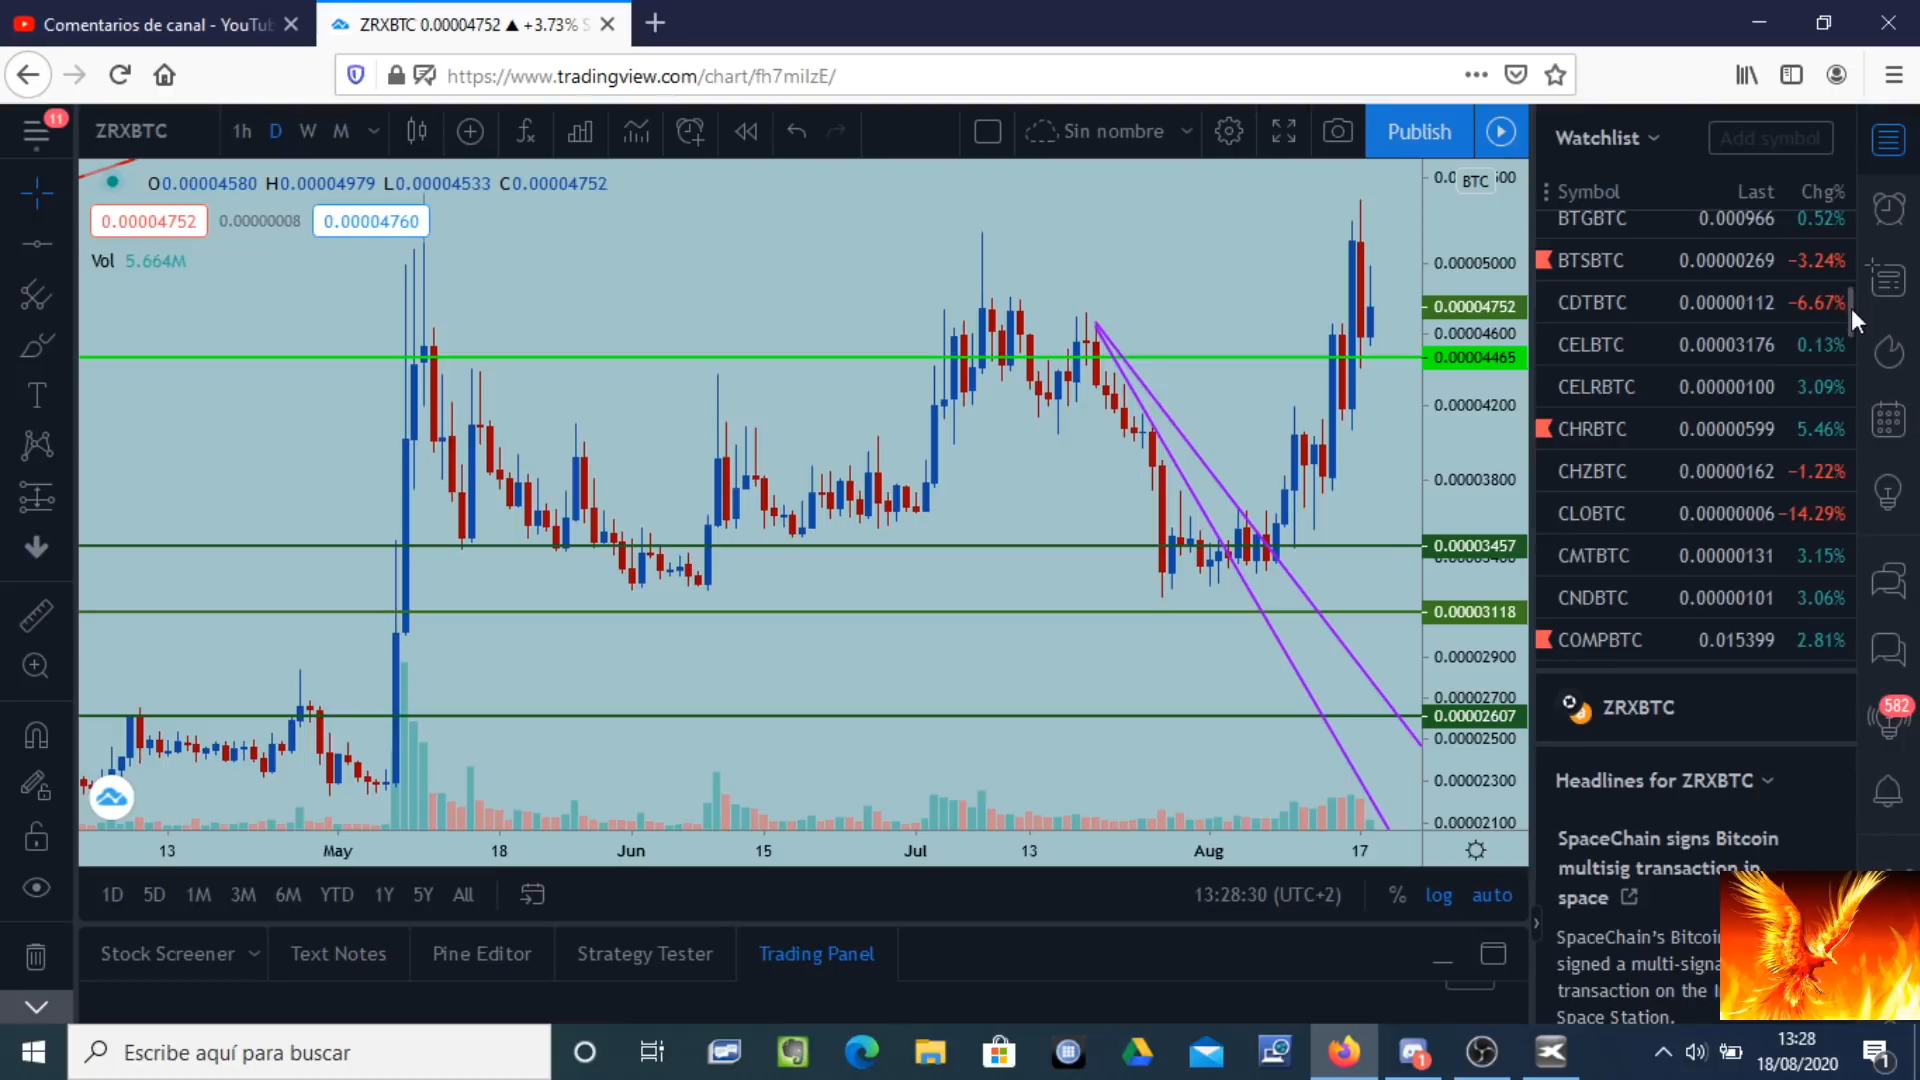 Comentarios de canal - YouTub
ZRXBTC 0.00004752 ▲ +3.73% S
https://www.tradingview.com/chart/fh7miIzE/
11
ZRXBTC
1h D W M
Sin nombre
Publish
Watchlist
Add symbol
O0.00004580 H0.00004979 L0.00004533 C0.00004752
0.00004752 0.00000008 0.00004760
Vol 5.664M
BTC
0.00005000
0.00004752
0.00004600
0.00004465
0.00004200
0.00003800
0.00003457
0.00003118
0.00002900
0.00002700
0.00002607
0.00002500
0.00002300
0.00002100
13 May 18 Jun 15 Jul 13 Aug 17
1D 5D 1M 3M 6M YTD 1Y 5Y All
13:28:30 (UTC+2) % log auto
Stock Screener Text Notes Pine Editor Strategy Tester Trading Panel
Symbol Last Chg%
BTGBTC 0.000966 0.52%
BTSBTC 0.00000269 −3.24%
CDTBTC 0.00000112 −6.67%
CELBTC 0.00003176 0.13%
CELRBTC 0.00000100 3.09%
CHRBTC 0.00000599 5.46%
CHZBTC 0.00000162 −1.22%
CLOBTC 0.00000006 −14.29%
CMTBTC 0.00000131 3.15%
CNDBTC 0.00000101 3.06%
COMPBTC 0.015399 2.81%
ZRXBTC
582
Headlines for ZRXBTC
SpaceChain signs Bitcoin
multisig transaction in
space
SpaceChain's Bitcoi
signed a multi-signa
transaction on the I
Space Station.
Escribe aquí para buscar
1
13:28
18/08/2020
1